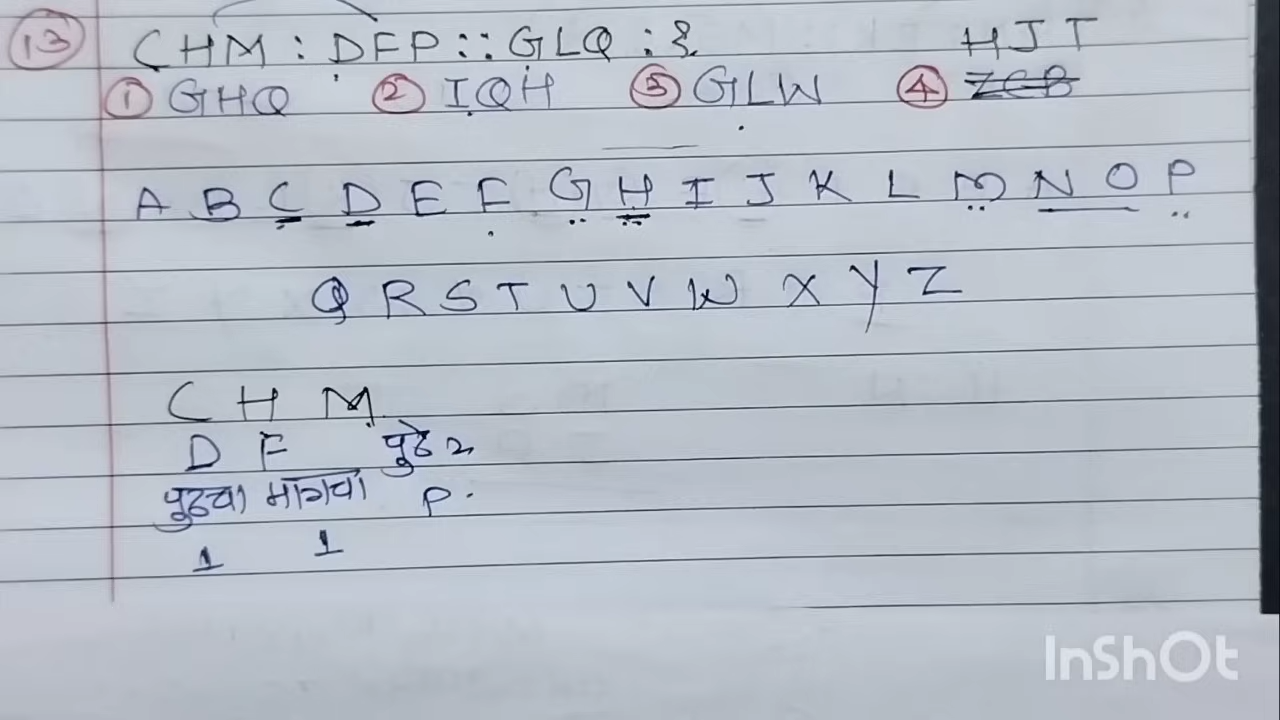 13 CHM : DFP :: GLQ : ?
HJT
1 GHQ 2 IQH 3 GLW 4 ZCB
A B C D E F G H I J K L M N O P
Q R S T U V W X Y Z
C H M
D F पुढे 2
पुढचा मागचा P.
1 1
InShOt